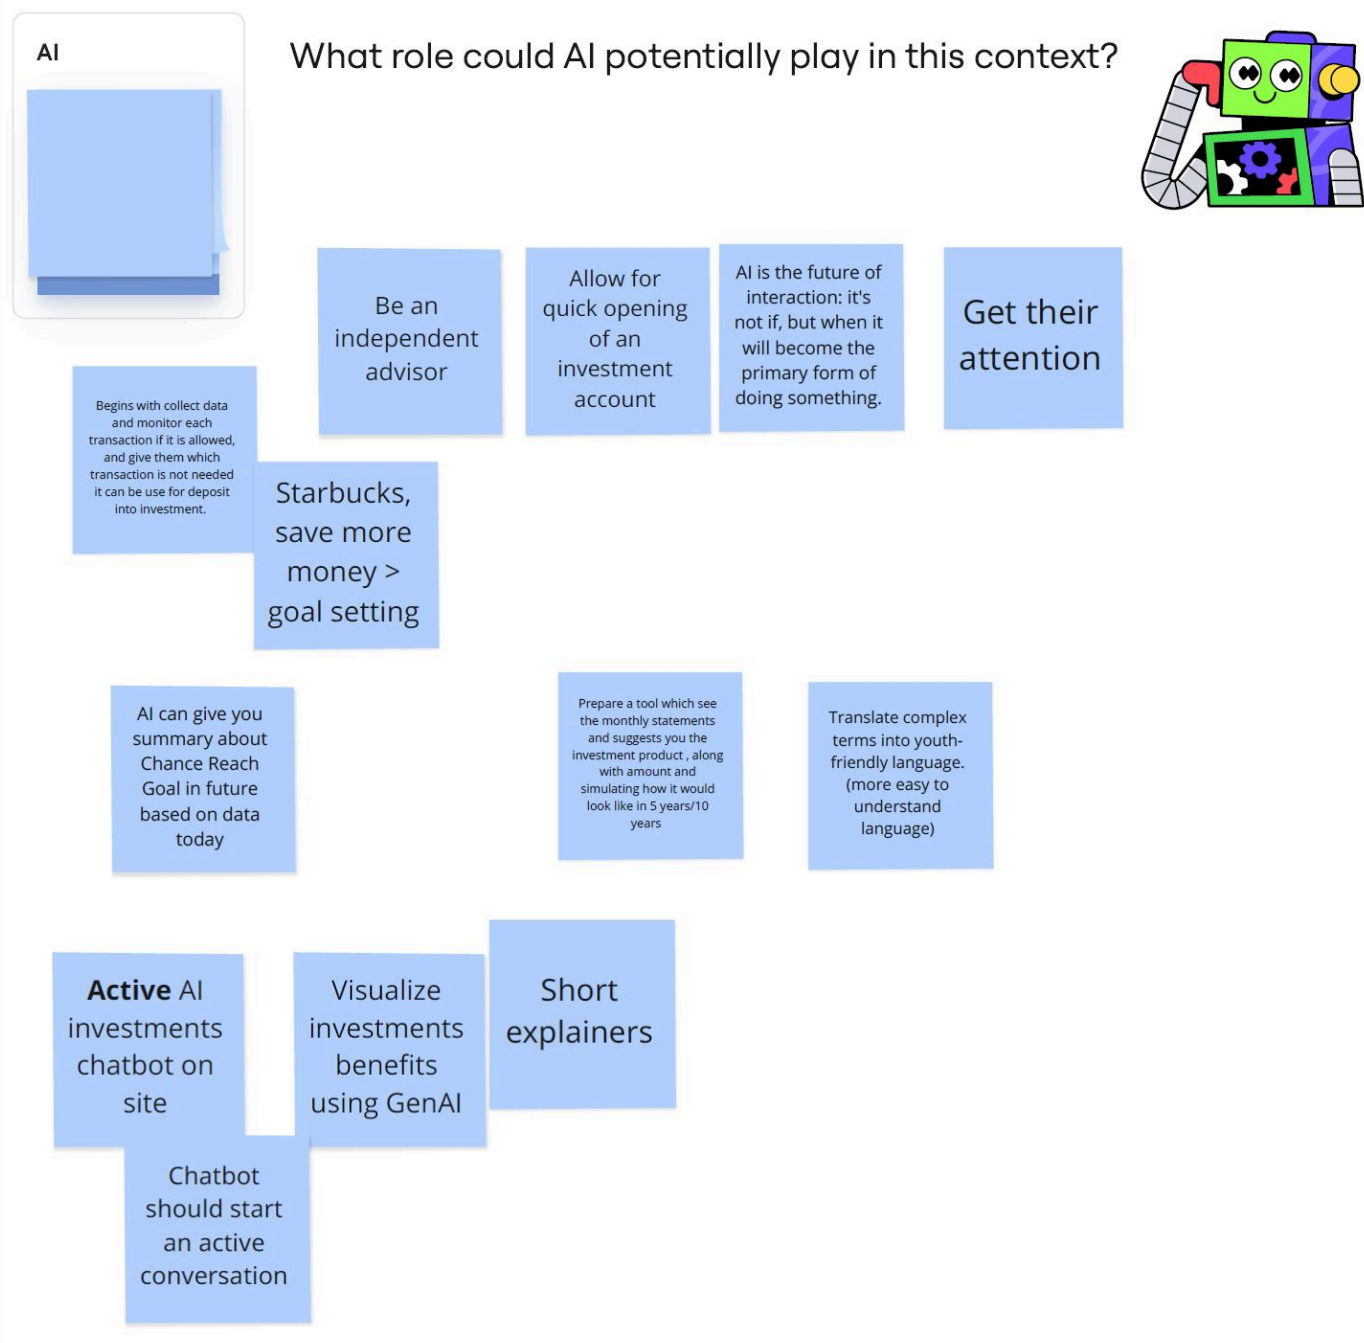 AI
What role could AI potentially play in this context?
Be an
independent
advisor
Allow for
quick opening
of an
investment
account
AI is the future of
interaction: it's
not if, but when it
will become the
primary form of
doing something.
Get their
attention
Begins with collect data
and monitor each
transaction if it is allowed,
and give them which
transaction is not needed
it can be use for deposit
into investment.
Starbucks,
save more
money >
goal setting
AI can give you
summary about
Chance Reach
Goal in future
based on data
today
Prepare a tool which see
the monthly statements
and suggests you the
investment product , along
with amount and
simulating how it would
look like in 5 years/10
years
Translate complex
terms into youth-
friendly language.
(more easy to
understand
language)
Active AI
investments
chatbot on
site
Visualize
investments
benefits
using GenAI
Short
explainers
Chatbot
should start
an active
conversation